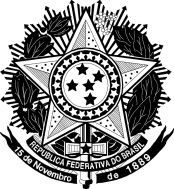 REPÚBLICA FEDERATIVA DO BRASIL
15 de Novembro de 1889